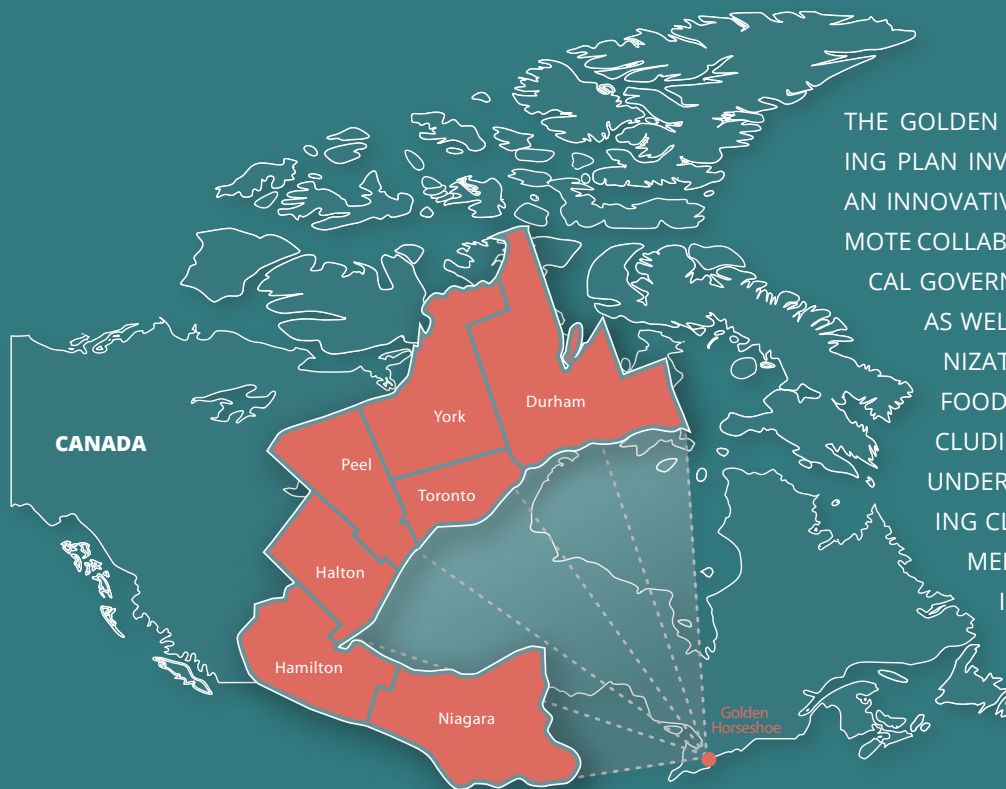 THE GOLDEN
ING PLAN INV
AN INNOVATIV
MOTE COLLAB
CAL GOVERN
AS WEL
NIZAT
FOOD
CLUDI
UNDER
ING CL
ME
I
CANADA
York
Durham
Peel
Toronto
Halton
Hamilton
Niagara
Golden
Horseshoe